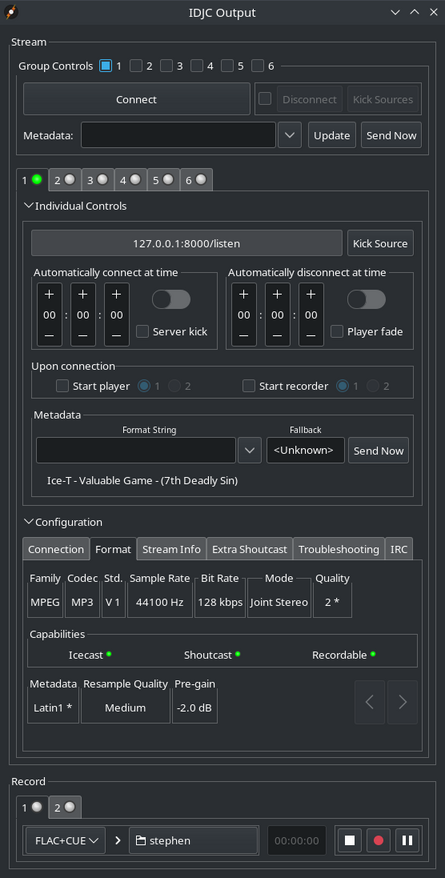 IDJC Output
Stream
Group Controls 1 2 3 4 5 6
Connect Disconnect Kick Sources
Metadata: Update Send Now
1 2 3 4 5 6
Individual Controls
127.0.0.1:8000/listen Kick Source
Automatically connect at time Automatically disconnect at time
+ + + + + +
00 : 00 : 00 00 : 00 : 00
— — — Server kick — — — Player fade
Upon connection
Start player 1 2 Start recorder 1 2
Metadata
Format String Fallback
<Unknown> Send Now
Ice-T - Valuable Game - (7th Deadly Sin)
Configuration
Connection Format Stream Info Extra Shoutcast Troubleshooting IRC
Family Codec Std. Sample Rate Bit Rate Mode Quality
MPEG MP3 V 1 44100 Hz 128 kbps Joint Stereo 2 *
Capabilities
Icecast Shoutcast Recordable
Metadata Resample Quality Pre-gain
Latin1 * Medium -2.0 dB
Record
1 2
FLAC+CUE stephen 00:00:00